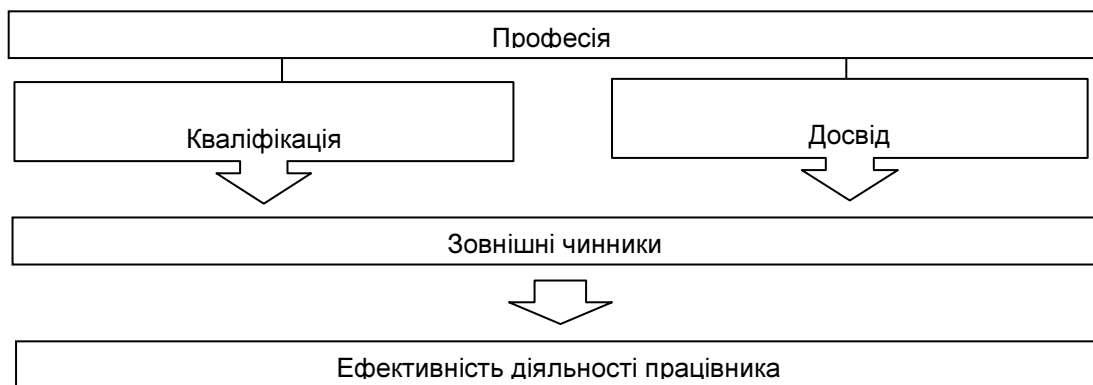 Професія
Кваліфікація
Досвід
Зовнішні чинники
Ефективність діяльності працівника